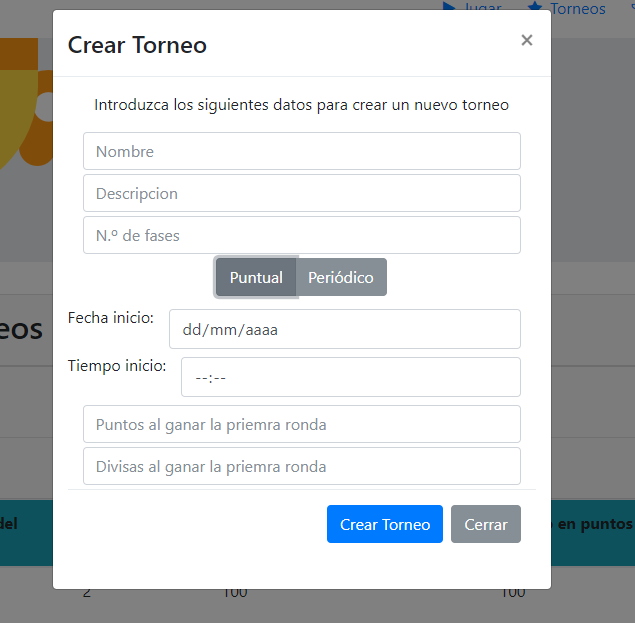 Jugar Torneos
Crear Torneo ×
Introduzca los siguientes datos para crear un nuevo torneo
Nombre
Descripcion
N.º de fases
Puntual Periódico
eos
Fecha inicio: dd/mm/aaaa
Tiempo inicio: --:--
Puntos al ganar la priemra ronda
Divisas al ganar la priemra ronda
Crear Torneo Cerrar
del en puntos
2 100 100